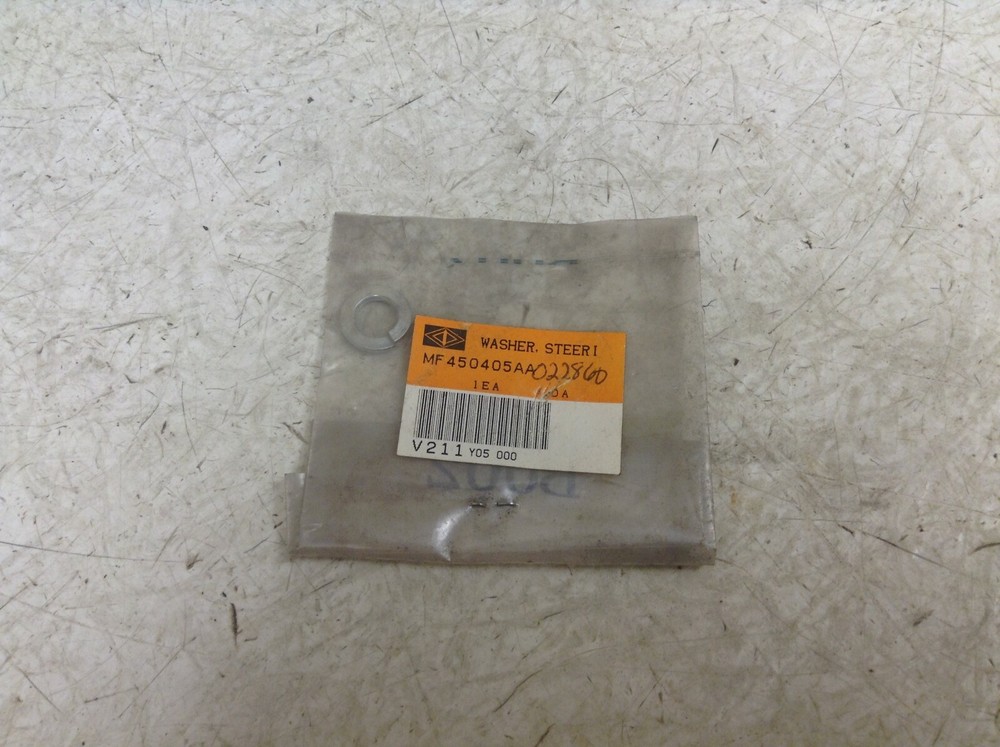 WASHER, STEERI
MF450405AA 022860
1EA
V211 Y05 000